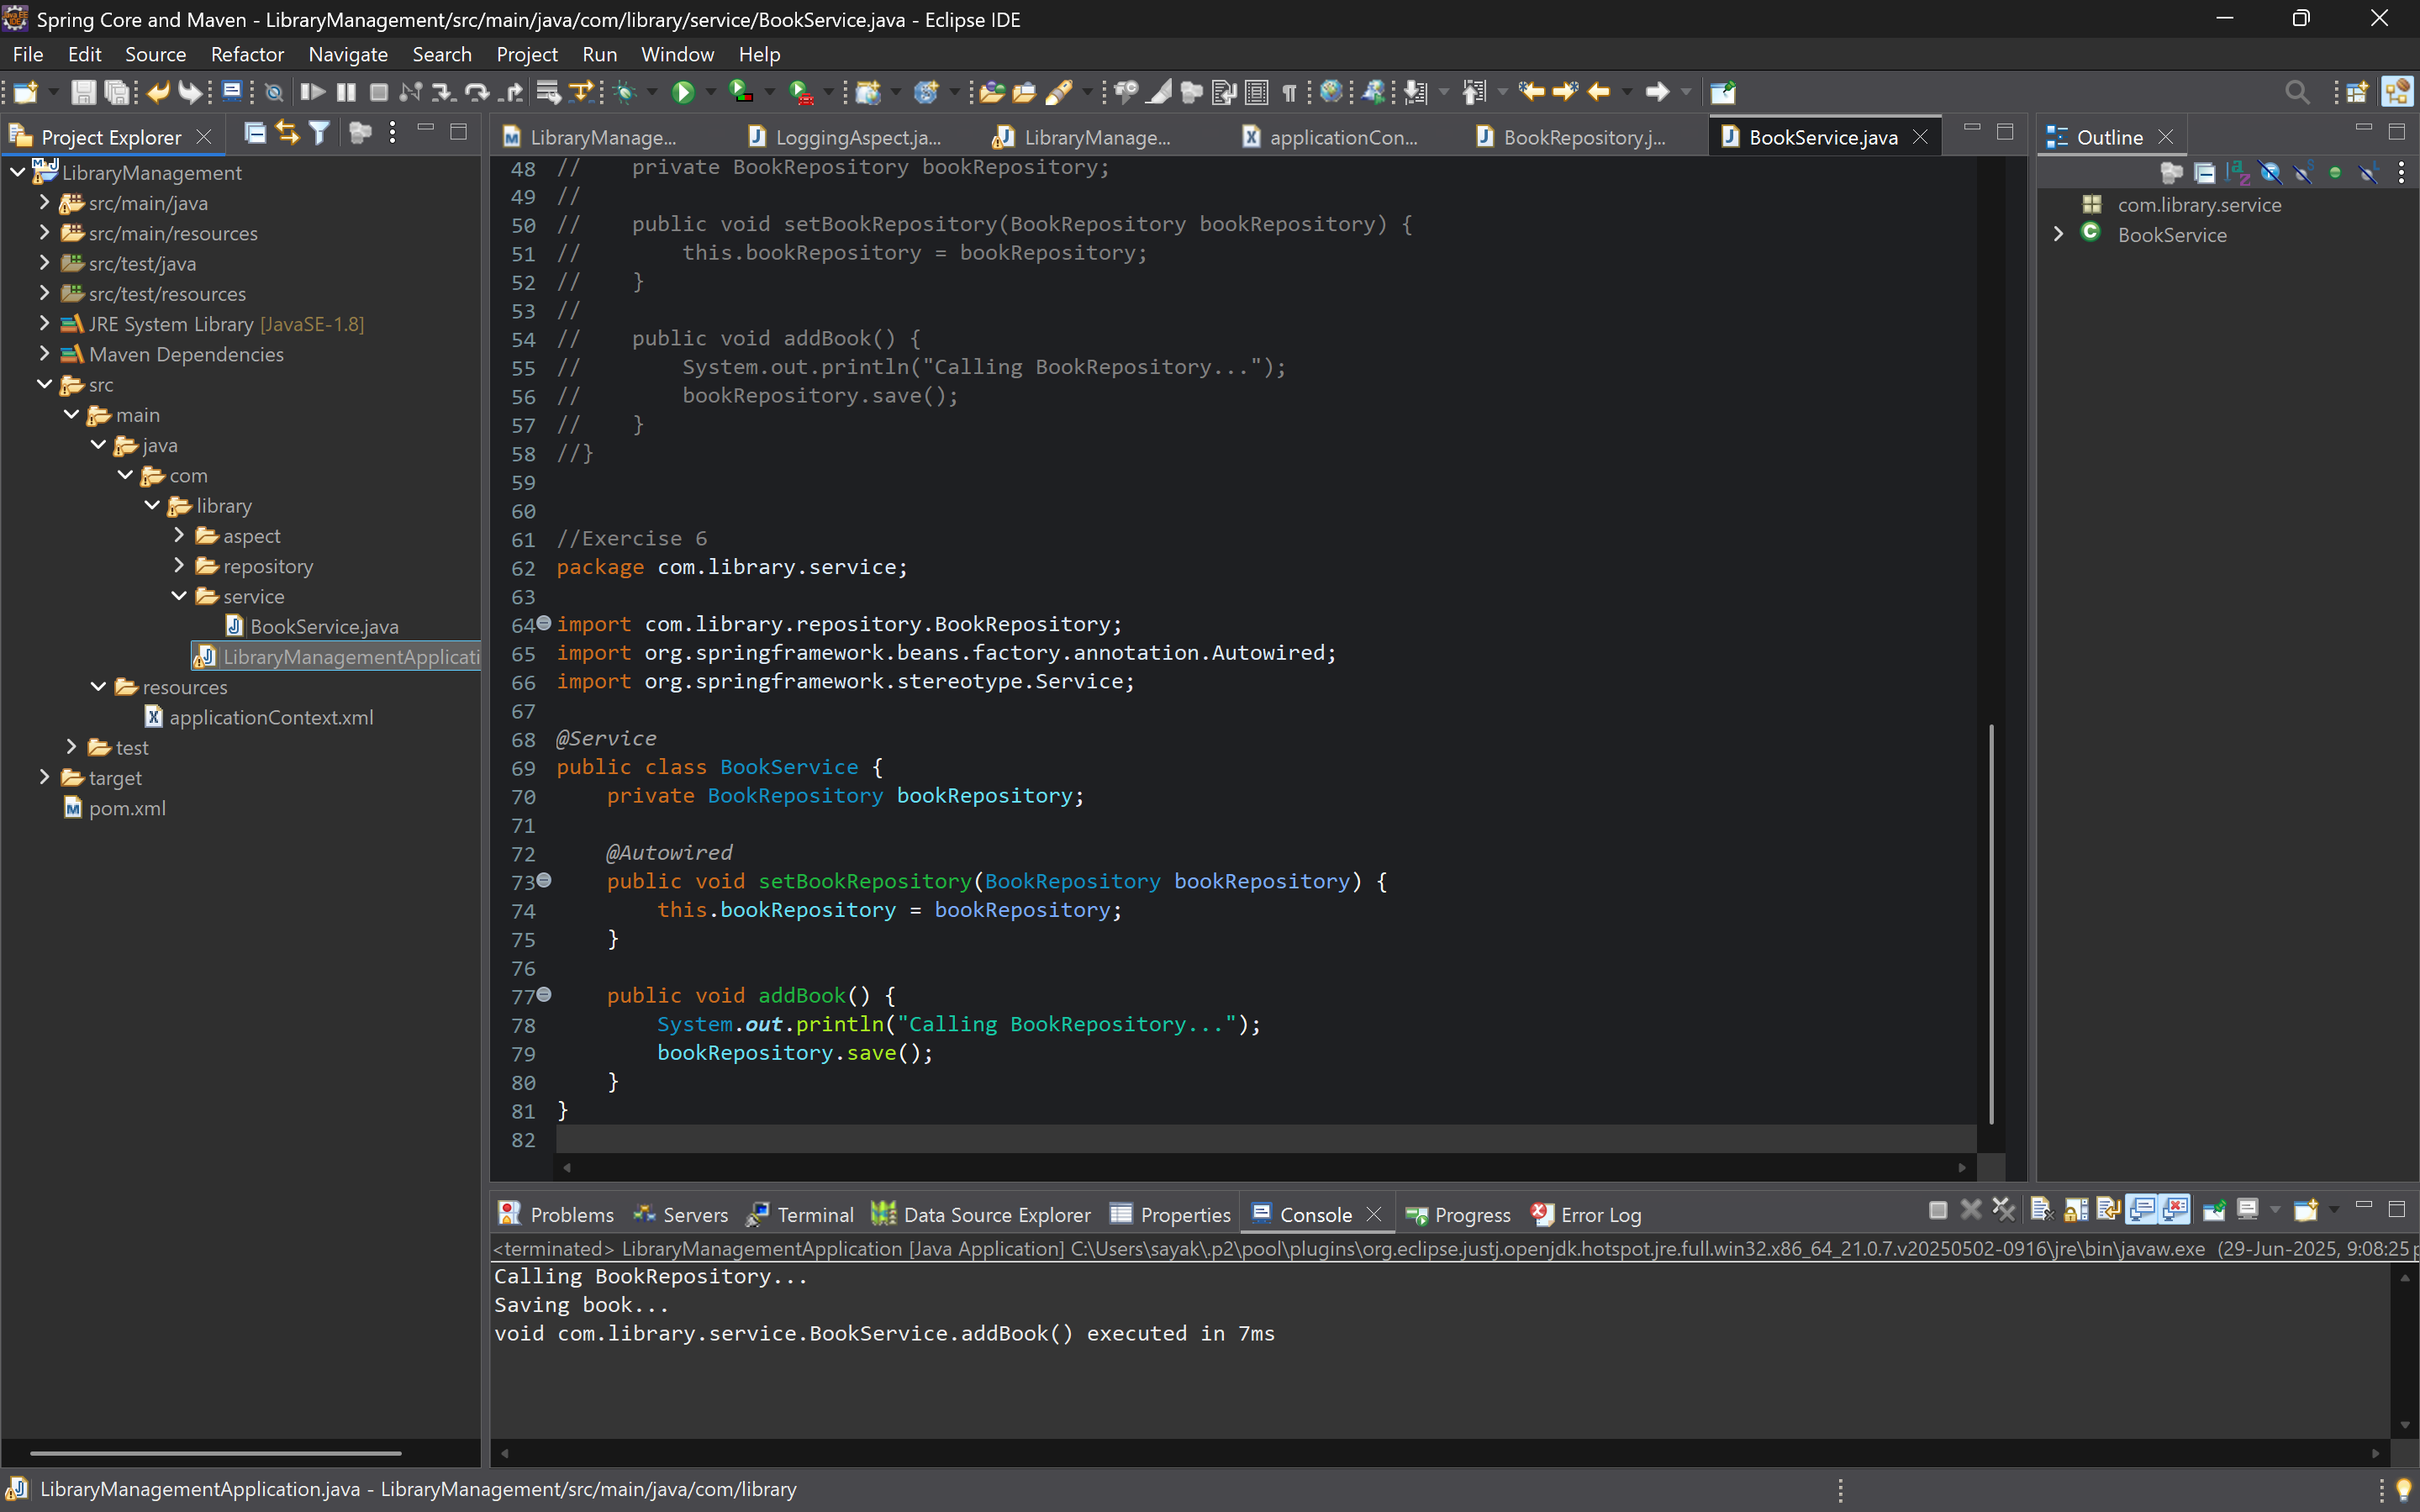 Spring Core and Maven - LibraryManagement/src/main/java/com/library/service/BookService.java - Eclipse IDE
File Edit Source Refactor Navigate Search Project Run Window Help
Project Explorer
LibraryManagement
src/main/java
src/main/resources
src/test/java
src/test/resources
JRE System Library [JavaSE-1.8]
Maven Dependencies
src
main
java
com
library
aspect
repository
service
BookService.java
LibraryManagementApplicati
resources
applicationContext.xml
test
target
pom.xml
LibraryManage... LoggingAspect.ja... LibraryManage... applicationCon... BookRepository.j... BookService.java
48 // private BookRepository bookRepository;
49 //
50 // public void setBookRepository(BookRepository bookRepository) {
51 // this.bookRepository = bookRepository;
52 // }
53 //
54 // public void addBook() {
55 // System.out.println("Calling BookRepository...");
56 // bookRepository.save();
57 // }
58 //}
59
60
61 //Exercise 6
62 package com.library.service;
63
64 import com.library.repository.BookRepository;
65 import org.springframework.beans.factory.annotation.Autowired;
66 import org.springframework.stereotype.Service;
67
68 @Service
69 public class BookService {
70 private BookRepository bookRepository;
71
72 @Autowired
73 public void setBookRepository(BookRepository bookRepository) {
74 this.bookRepository = bookRepository;
75 }
76
77 public void addBook() {
78 System.out.println("Calling BookRepository...");
79 bookRepository.save();
80 }
81 }
82
Outline
com.library.service
BookService
Problems Servers Terminal Data Source Explorer Properties Console Progress Error Log
<terminated> LibraryManagementApplication [Java Application] C:\Users\sayak\.p2\pool\plugins\org.eclipse.justj.openjdk.hotspot.jre.full.win32.x86_64_21.0.7.v20250502-0916\jre\bin\javaw.exe (29-Jun-2025, 9:08:25 p
Calling BookRepository...
Saving book...
void com.library.service.BookService.addBook() executed in 7ms
LibraryManagementApplication.java - LibraryManagement/src/main/java/com/library